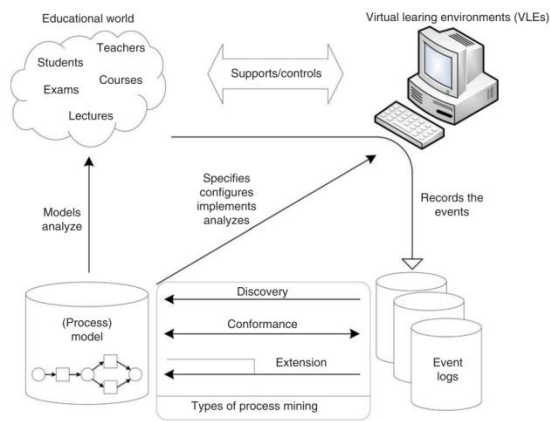 Educational world
Virtual learing environments (VLEs)
Teachers
Students
Courses
Exams
Lectures
Supports/controls
Specifies
configures
implements
analyzes
Models
analyze
Records the
events
Discovery
(Process)
model
Conformance
Extension
Event
logs
Types of process mining